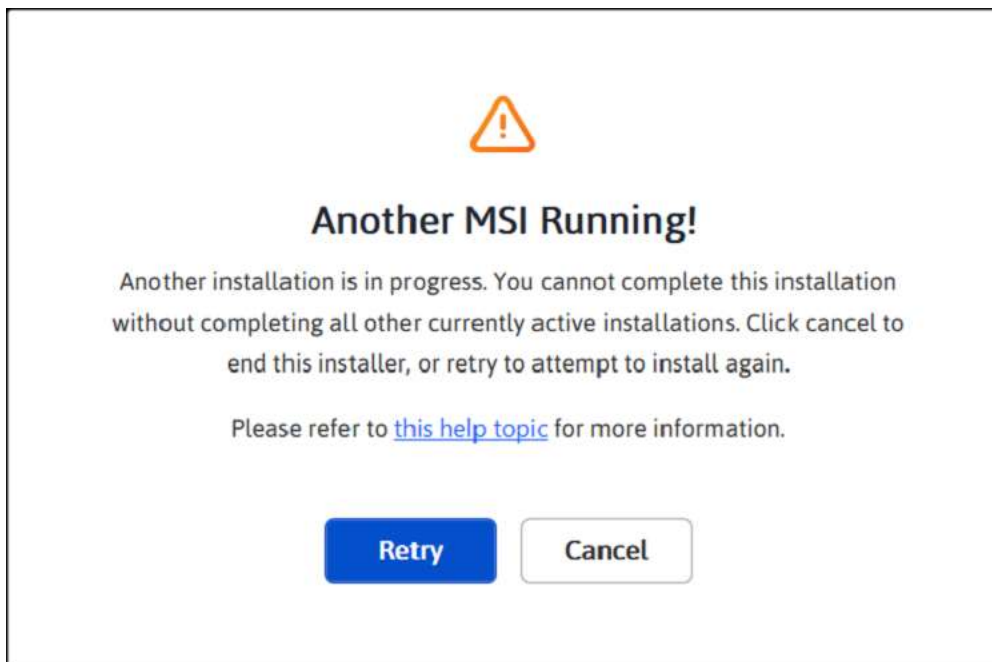 Another MSI Running!
Another installation is in progress. You cannot complete this installation
without completing all other currently active installations. Click cancel to
end this installer, or retry to attempt to install again.
Please refer to this help topic for more information.
Retry
Cancel